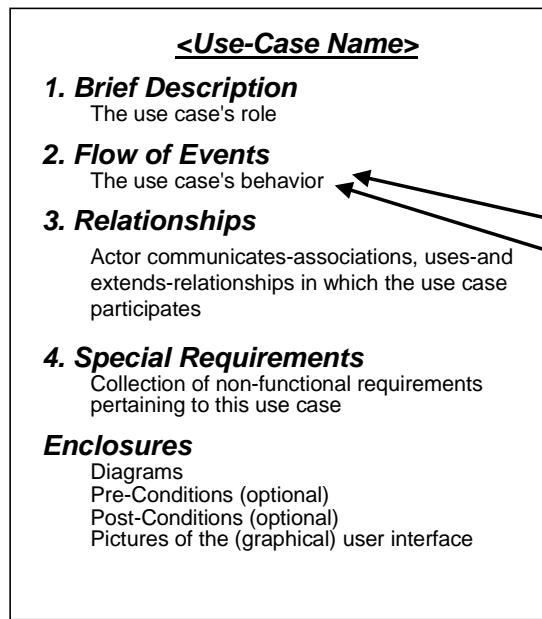 <Use-Case Name>
1. Brief Description
The use case's role
2. Flow of Events
The use case's behavior
3. Relationships
Actor communicates-associations, uses-and
extends-relationships in which the use case
participates
4. Special Requirements
Collection of non-functional requirements
pertaining to this use case
Enclosures
Diagrams
Pre-Conditions (optional)
Post-Conditions (optional)
Pictures of the (graphical) user interface